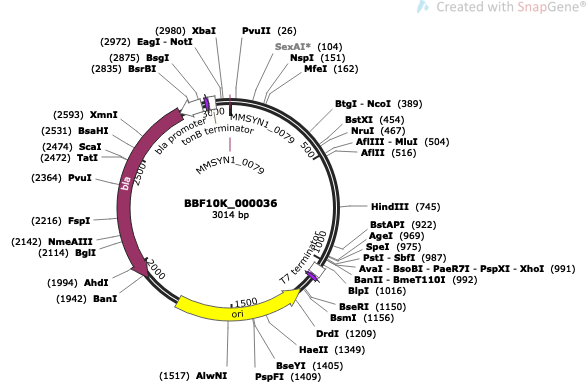 Created with SnapGene®
(2980) XbaI
PvuII (26)
(2972) EagI - NotI
SexAI* (104)
(2875) BsgI
NspI (151)
(2835) BsrBI
MfeI (162)
BtgI - NcoI (389)
(2593) XmnI
BstXI (454)
(2531) BsaHI
NruI (467)
(2474) ScaI
AflIII - MluI (504)
(2472) TatI
AflII (516)
(2364) PvuI
(2216) FspI
HindIII (745)
(2142) NmeAIII
BstAPI (922)
(2114) BglI
AgeI (969)
SpeI (975)
PstI - SbfI (987)
AvaI - BsoBI - PaeR7I - PspXI - XhoI (991)
(1994) AhdI
BanII - BmeT110I (992)
(1942) BanI
BlpI (1016)
BseRI (1150)
BsmI (1156)
DrdI (1209)
HaeII (1349)
BseYI (1405)
(1517) AlwNI
PspFI (1409)
bla promoter
tonB terminator
3000
MMSYN1_0079
MMSYN1_0079
500
bla
2500
BBF10K_000036
3014 bp
T7 terminator
1000
2000
1500
ori